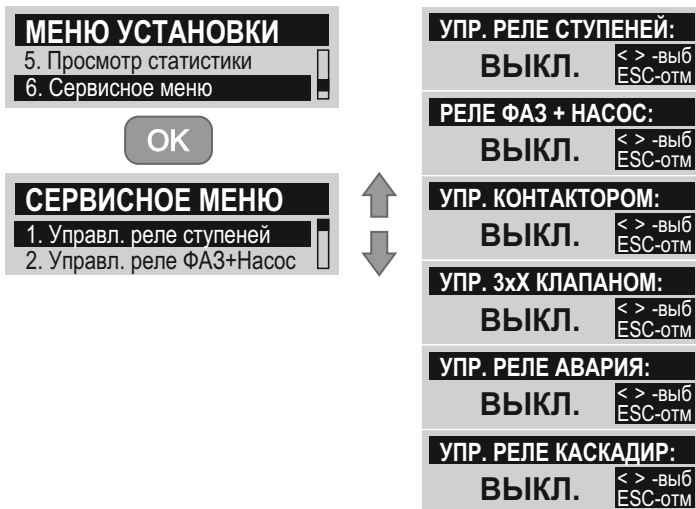 МЕНЮ УСТАНОВКИ
5. Просмотр статистики
6. Сервисное меню
OK
СЕРВИСНОЕ МЕНЮ
1. Управл. реле ступеней
2. Управл. реле ФАЗ+Насос
УПР. РЕЛЕ СТУПЕНЕЙ:
ВЫКЛ.
< > -выб
ESC-отм
РЕЛЕ ФАЗ + НАСОС:
ВЫКЛ.
< > -выб
ESC-отм
УПР. КОНТАКТОРОМ:
ВЫКЛ.
< > -выб
ESC-отм
УПР. 3хХ КЛАПАНОМ:
ВЫКЛ.
< > -выб
ESC-отм
УПР. РЕЛЕ АВАРИЯ:
ВЫКЛ.
< > -выб
ESC-отм
УПР. РЕЛЕ КАСКАДИР:
ВЫКЛ.
< > -выб
ESC-отм